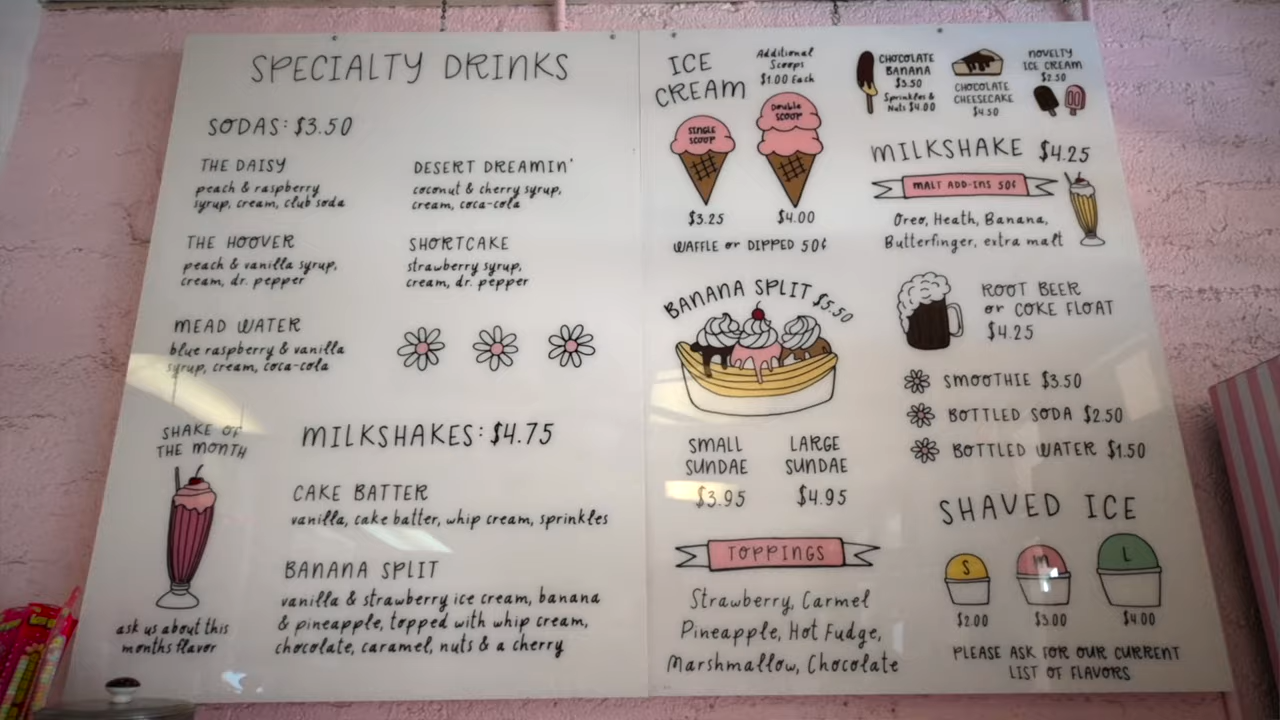 SPECIALTY DRINKS
SODAS: $3.50
THE DAISY
peach & raspberry
syrup, cream, club soda
DESERT DREAMIN'
coconut & cherry syrup,
cream, coca-cola
THE HOOVER
peach & vanilla syrup,
cream, dr. pepper
SHORTCAKE
strawberry syrup,
cream, dr. pepper
MEAD WATER
blue raspberry & vanilla
syrup, cream, coca-cola
SHAKE OF
THE MONTH
ask us about this
months flavor
MILKSHAKES: $4.75
CAKE BATTER
vanilla, cake batter, whip cream, sprinkles
BANANA SPLIT
vanilla & strawberry ice cream, banana
& pineapple, topped with whip cream,
chocolate, caramel, nuts & a cherry
ICE
CREAM
Additional
Scoops
$1.00 Each
SINGLE
SCOOP
Double
SCOOP
$3.25
$4.00
WAFFLE or DIPPED 50¢
BANANA SPLIT $5.50
SMALL
SUNDAE
$3.95
LARGE
SUNDAE
$4.95
TOPPINGS
Strawberry, Carmel
Pineapple, Hot Fudge,
Marshmallow, Chocolate
CHOCOLATE
BANANA
$3.50
Sprinkles &
Nuts $4.00
CHOCOLATE
CHEESECAKE
$4.50
NOVELTY
ICE CREAM
$2.50
MILKSHAKE $4.25
MALT ADD-INS 50¢
Oreo, Heath, Banana,
Butterfinger, extra malt
ROOT BEER
or COKE FLOAT
$4.25
SMOOTHIE $3.50
BOTTLED SODA $2.50
BOTTLED WATER $1.50
SHAVED ICE
S
M
L
$2.00
$3.00
$4.00
PLEASE ASK FOR OUR CURRENT
LIST OF FLAVORS